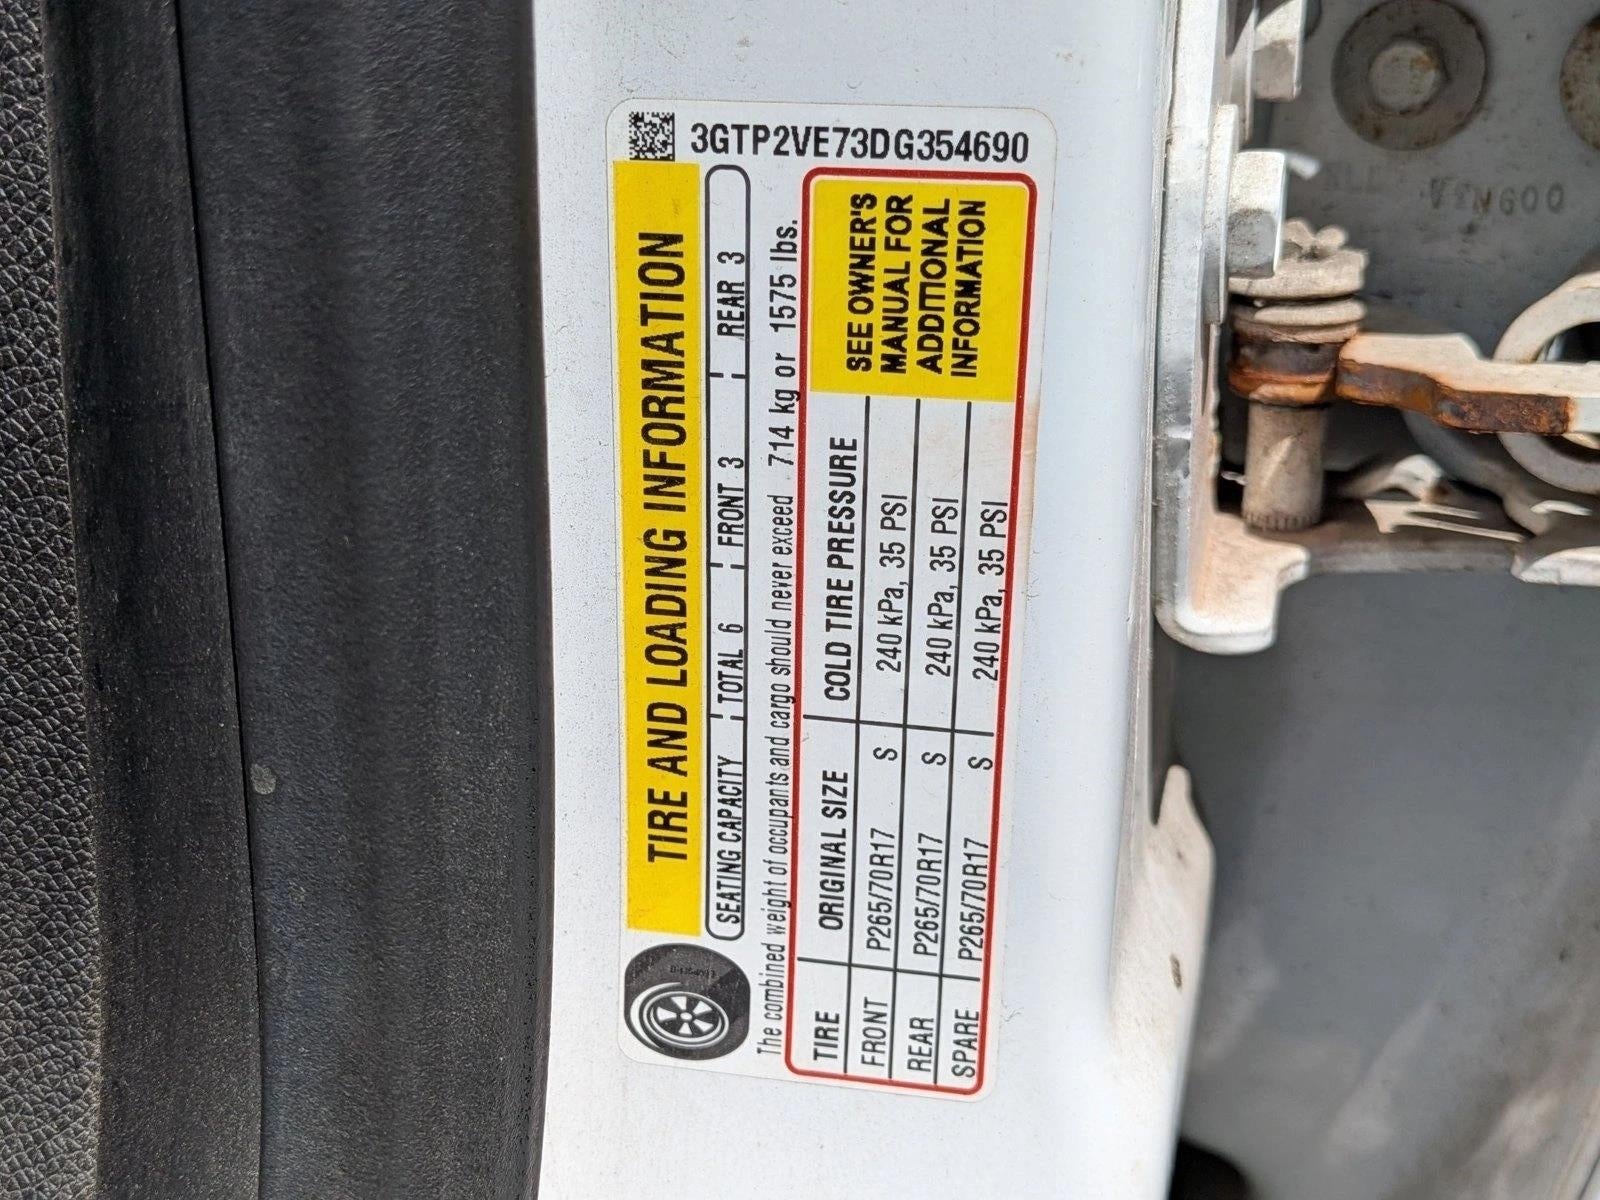 3GTP2VE73DG354690
TIRE AND LOADING INFORMATION
SEATING CAPACITY TOTAL 6 FRONT 3 REAR 3
The combined weight of occupants and cargo should never exceed 714 kg or 1575 lbs.
TIRE ORIGINAL SIZE COLD TIRE PRESSURE
FRONT P265/70R17 S 240 kPa, 35 PSI
REAR P265/70R17 S 240 kPa, 35 PSI
SPARE P265/70R17 S 240 kPa, 35 PSI
SEE OWNER'S
MANUAL FOR
ADDITIONAL
INFORMATION